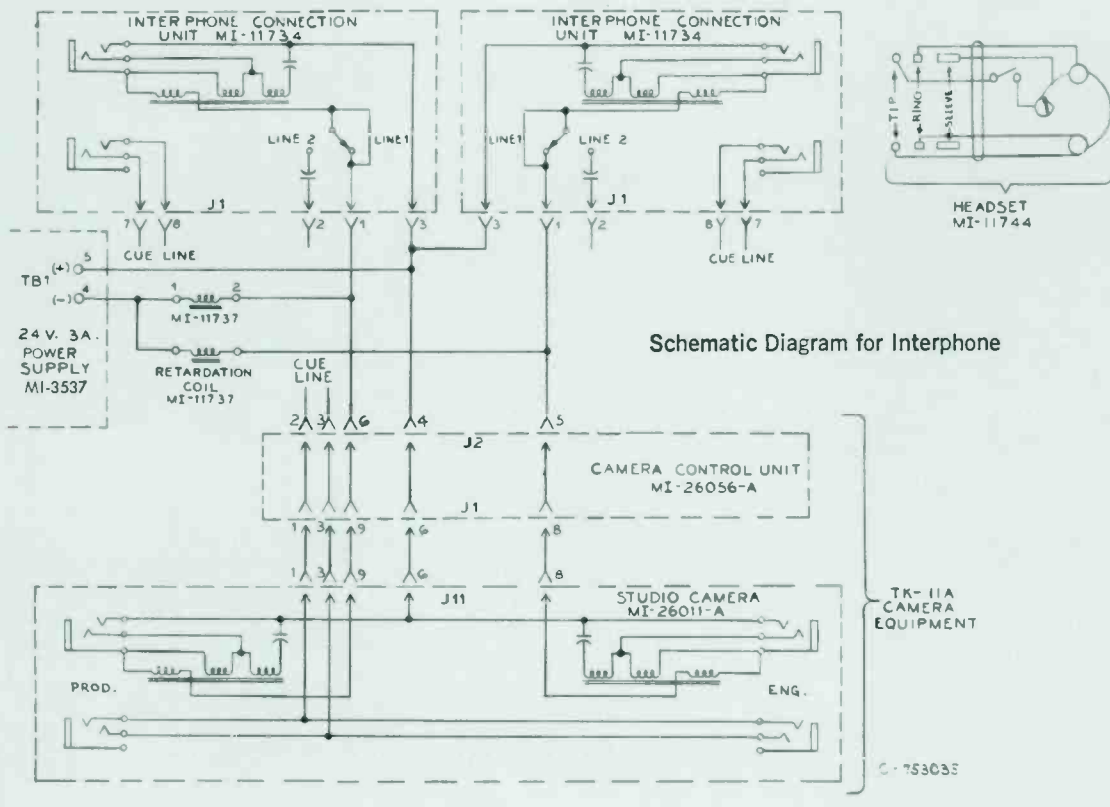 INTERPHONE CONNECTION
UNIT MI-11734
INTERPHONE CONNECTION
UNIT MI-11734
LINE 2
LINE 1
LINE 1
LINE 2
J1
J1
7 8 2 1 3
3 1 2 8 7
CUE LINE
CUE LINE
TIP
RING
SLEEVE
HEADSET
MI-11744
TB1
(+) 5
(-) 4
1 2
MI-11737
24 V. 3A.
POWER
SUPPLY
MI-3537
RETARDATION
COIL
MI-11737
CUE
LINE
Schematic Diagram for Interphone
2 3 6 4 5
J2
CAMERA CONTROL UNIT
MI-26056-A
J1
1 3 9 6 8
1 3 9 6 8
J11
STUDIO CAMERA
MI-26011-A
PROD.
ENG.
TK-11A
CAMERA
EQUIPMENT